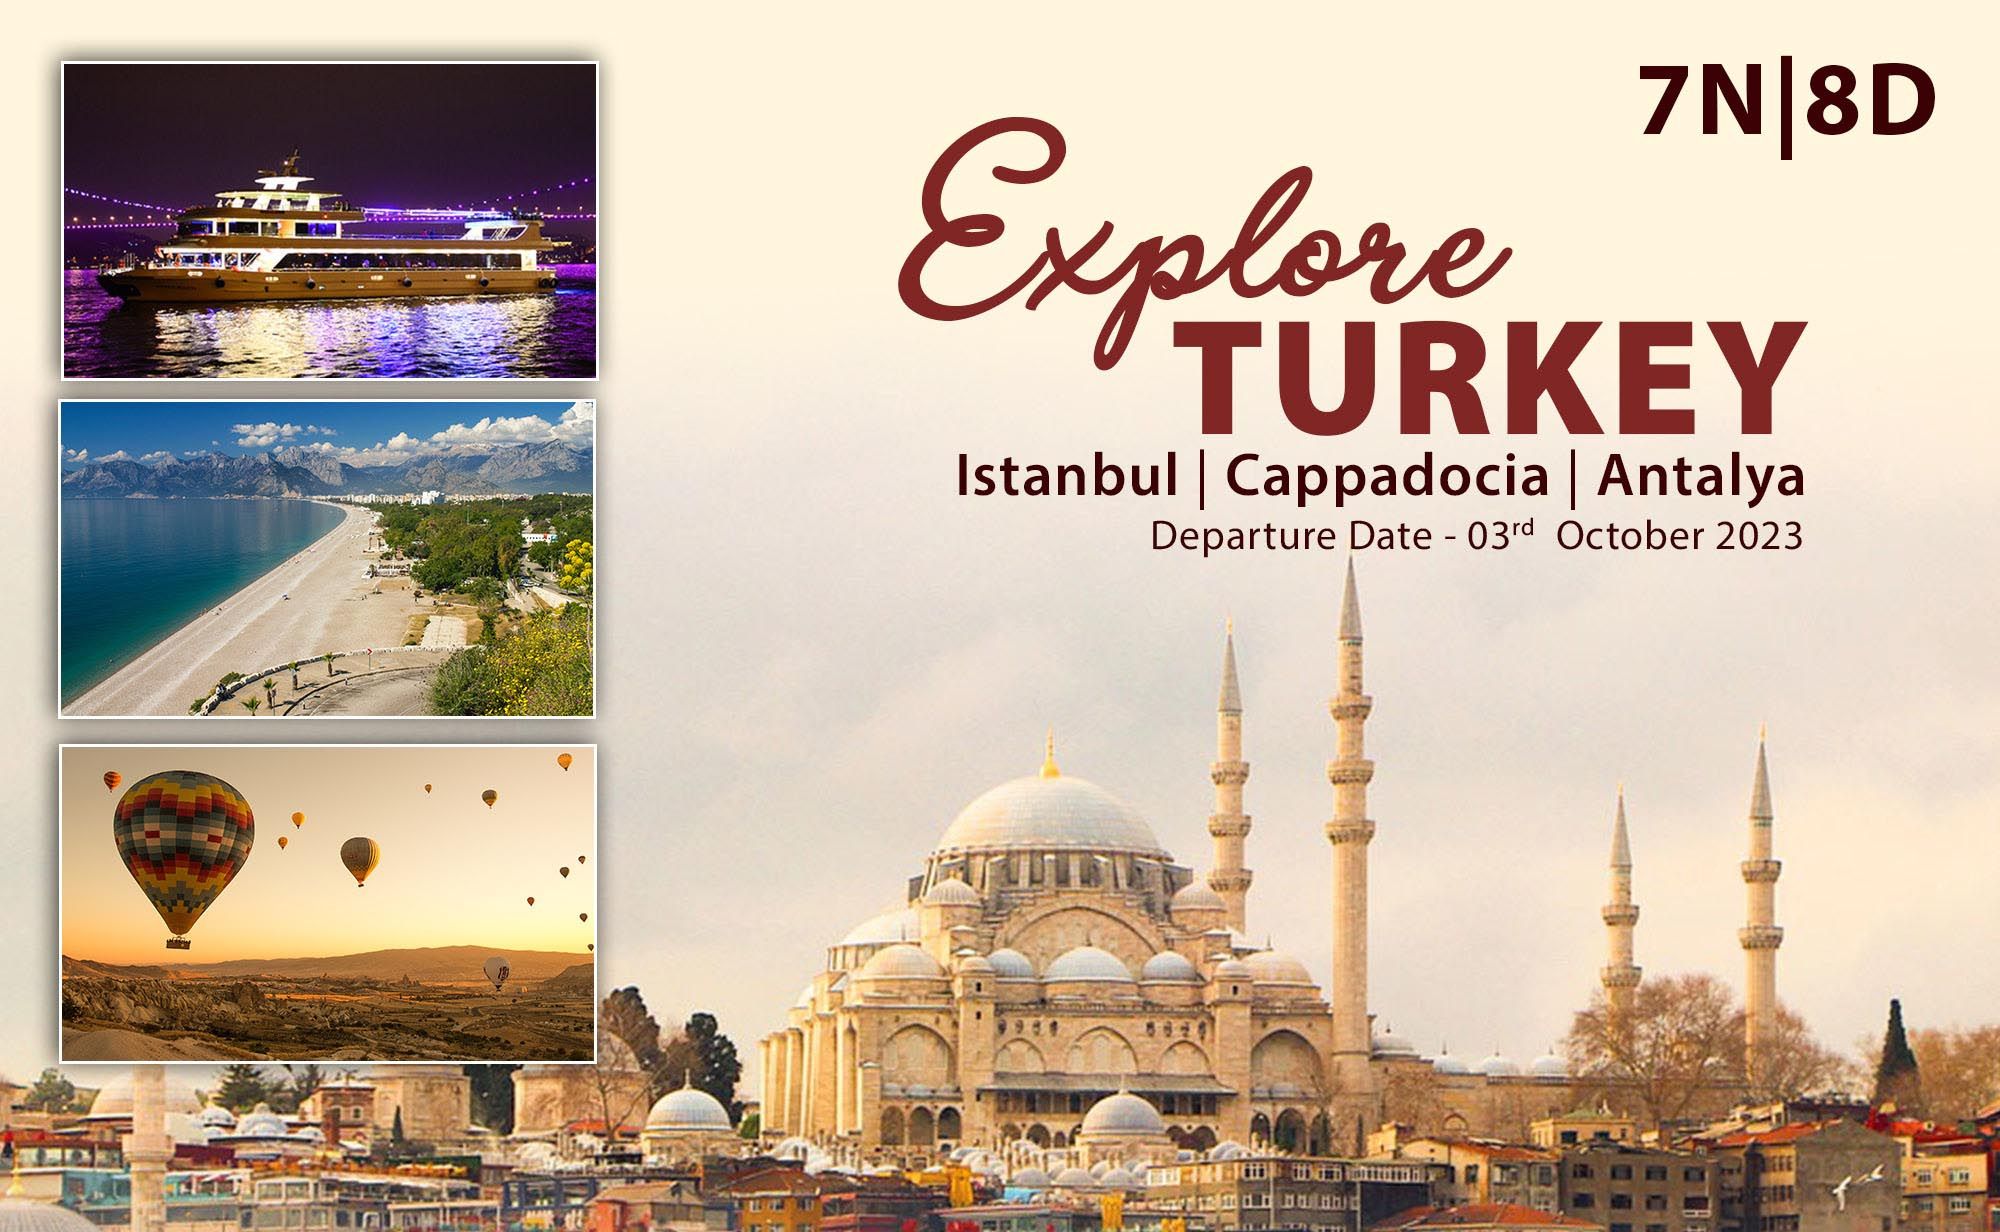 7N|8D
Explore
TURKEY
Istanbul | Cappadocia | Antalya
Departure Date - 03rd October 2023